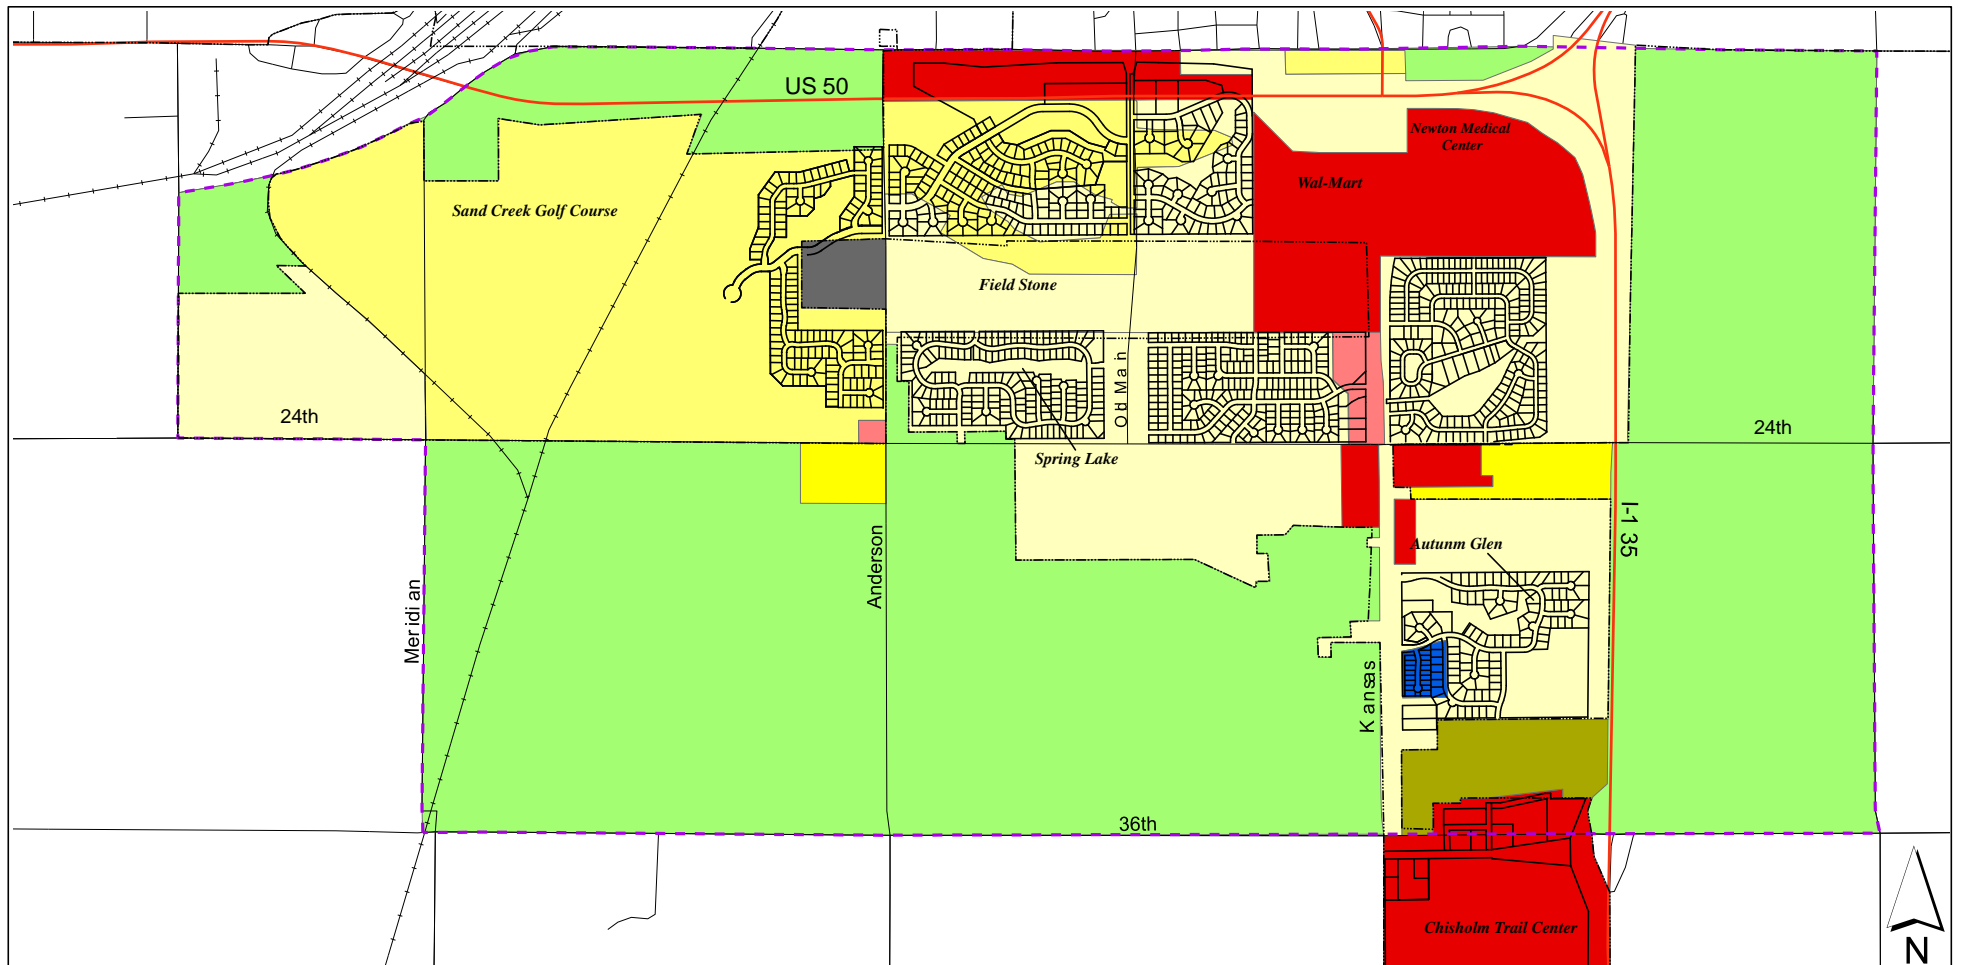 US 50
Newton Medical
Center
Wal-Mart
Sand Creek Golf Course
Field Stone
Old Main
24th
24th
Spring Lake
Anderson
I-135
Autunm Glen
Meridian
Kansas
36th
Chisholm Trail Center
N